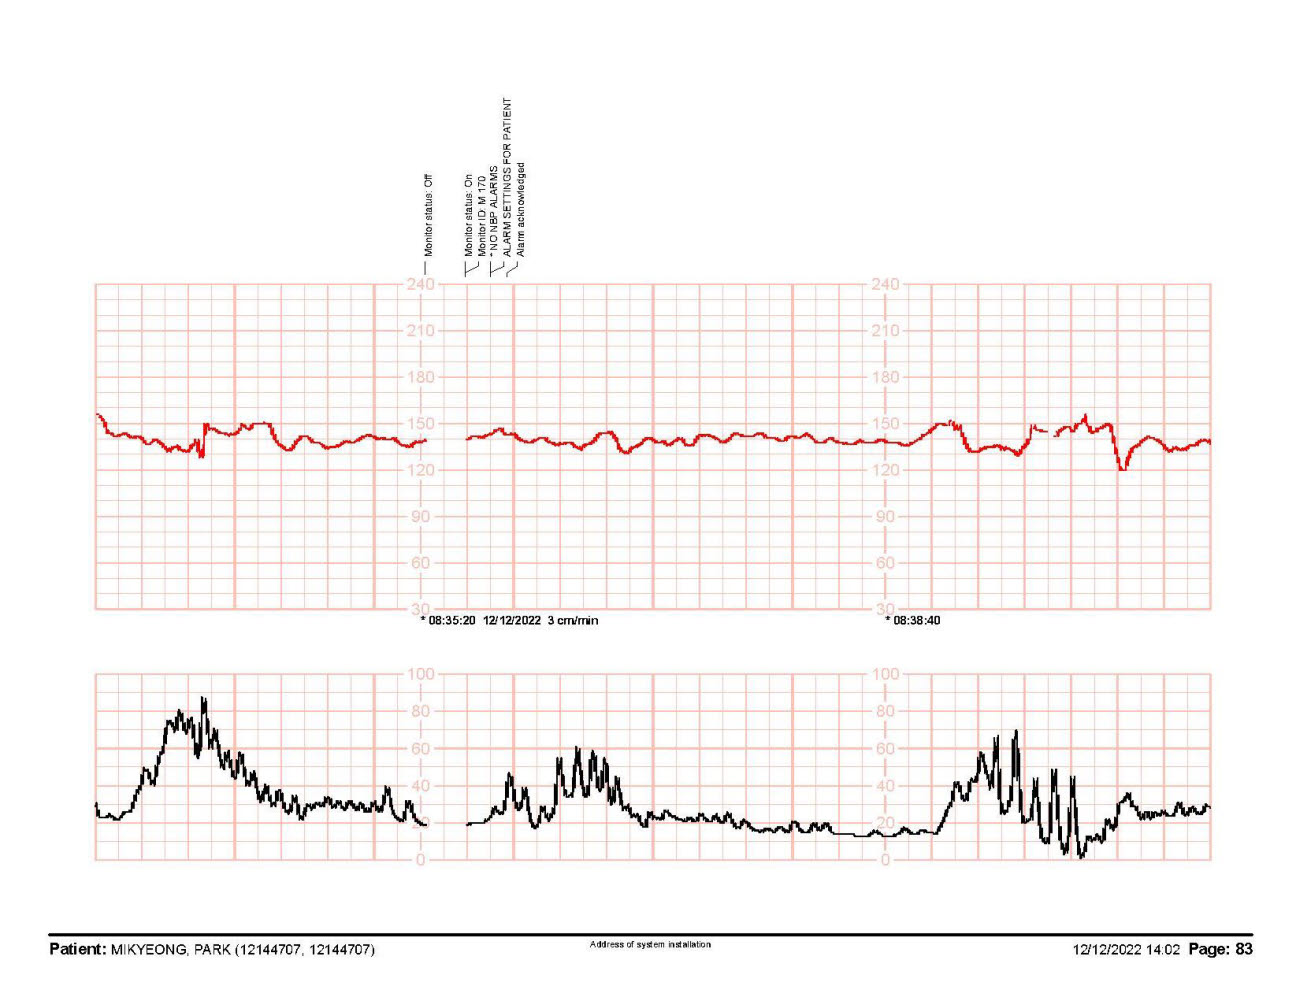 Monitor status: Off
Monitor status: On
Monitor ID: M 170
* NO NBP ALARMS
ALARM SETTINGS FOR PATIENT
Alarm acknowledged
240 240
210 210
180 180
150 150
120 120
90 90
60 60
30 30
* 08:35:20 12/12/2022 3 cm/min * 08:38:40
100 100
80 80
60 60
40 40
20 20
0 0
Patient: MIKYEONG, PARK (12144707, 12144707) Address of system installation 12/12/2022 14:02 Page: 83